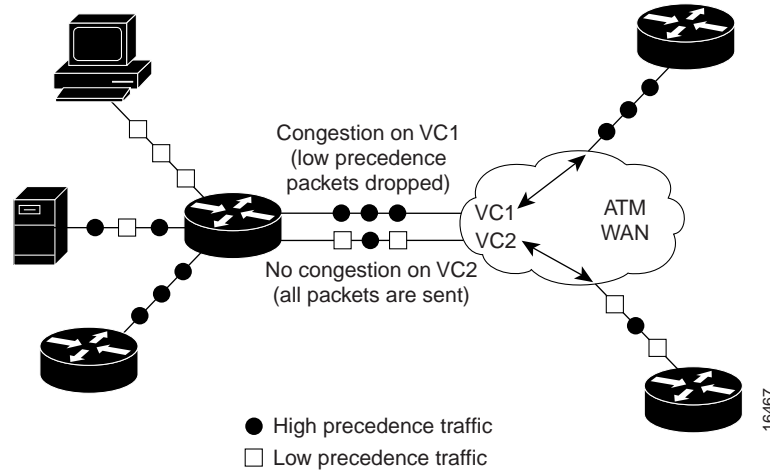 Congestion on VC1
(low precedence
packets dropped)
VC1
VC2
ATM
WAN
No congestion on VC2
(all packets are sent)
High precedence traffic
Low precedence traffic
16467